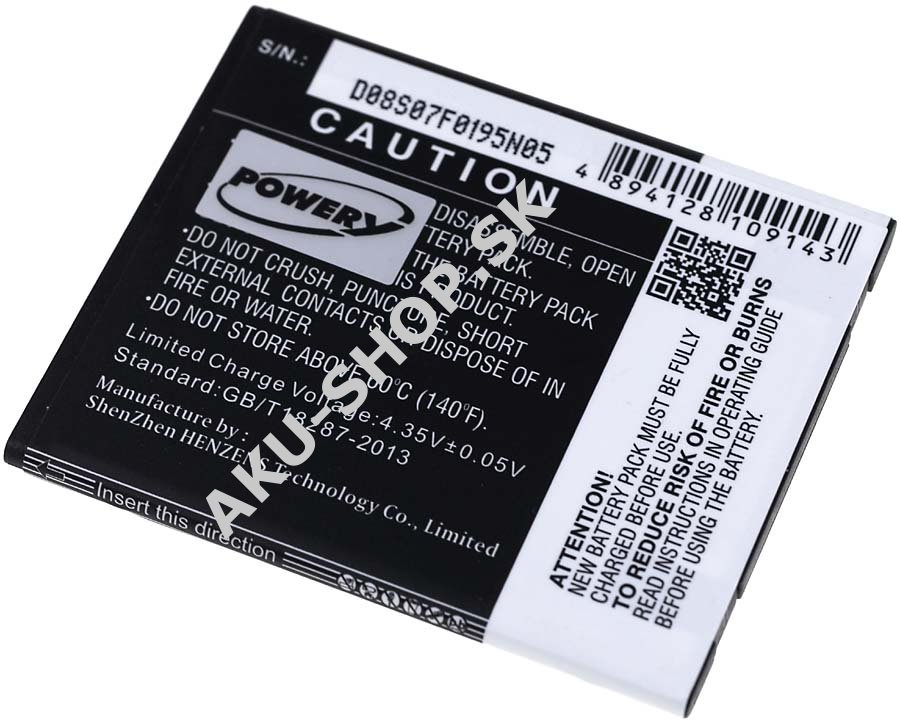 S/N.:
D08S07F0195N05
4 894128 109143
CAUTION
POWERY
DISASSEMBLE, OPEN
TTERY PACK.
•DO NOT CRUSH, PUNCTURE, SHORT
THE BATTERY PACK
EXTERNAL CONTACTS
PRODUCT.
DISPOSE OF IN
FIRE OR WATER.
•DO NOT STORE ABOVE 60°C (140°F).
Limited Charge Voltage:4.35V±0.05V
Standard:GB/T18287-2013
Manufacture by:
ShenZhen Technology Co., Limited
Insert this direction
ATTENTION!
NEW BATTERY PACK MUST BE FULLY
CHARGED BEFORE USE.
TO REDUCE RISK OF FIRE OR BURNS
READ INSTRUCTIONS IN OPERATING GUIDE
BEFORE USING THE BATTERY.
AKU-SHOP.SK